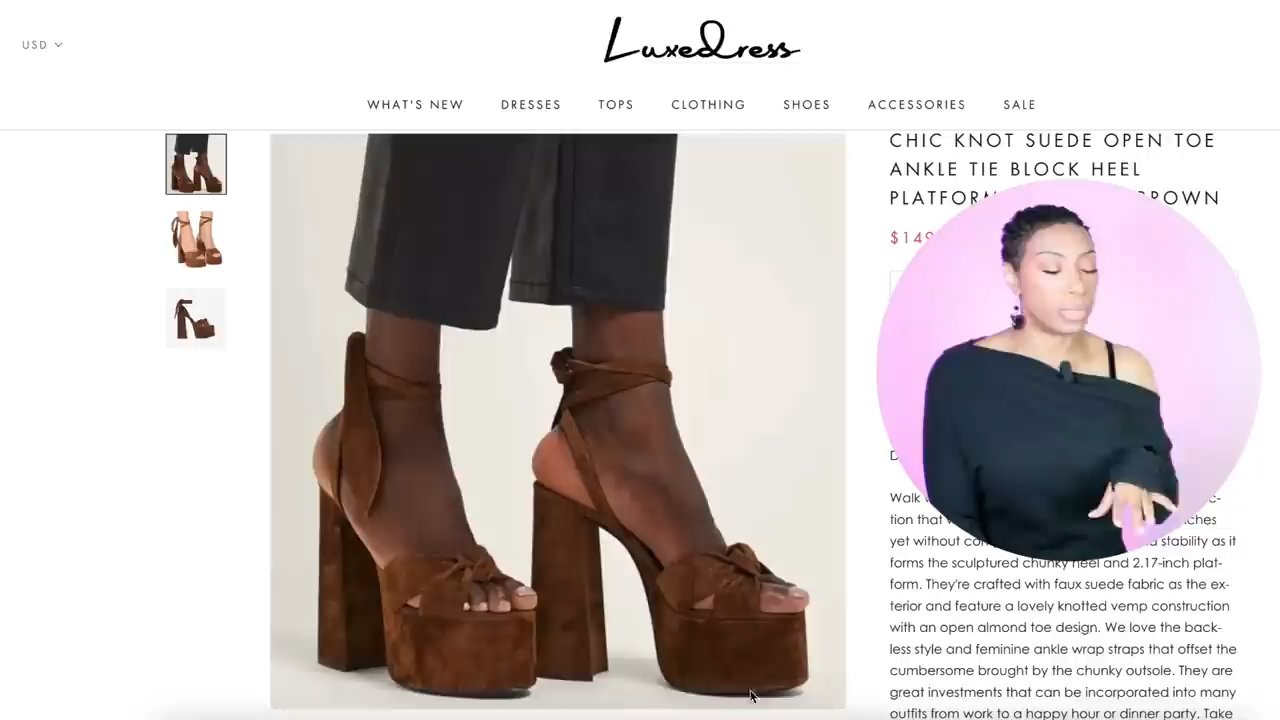 USD
Luxedress
WHAT'S NEW DRESSES TOPS CLOTHING SHOES ACCESSORIES SALE
CHIC KNOT SUEDE OPEN TOE
ANKLE TIE BLOCK HEEL
$149
Walk
tion that
yet without stability as it
forms the sculptured chunky heel and 2.17-inch plat-
form. They're crafted with faux suede fabric as the ex-
terior and feature a lovely knotted vemp construction
with an open almond toe design. We love the back-
less style and feminine ankle wrap straps that offset the
cumbersome brought by the chunky outsole. They are
great investments that can be incorporated into many
outfits from work to a happy hour or dinner party. Take